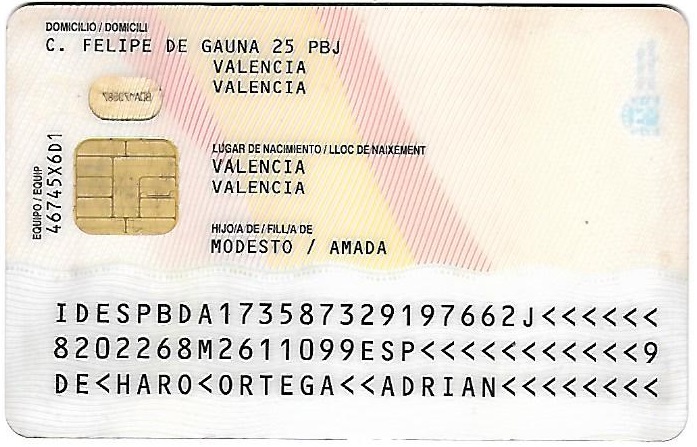 DOMICILIO / DOMICILI
C. FELIPE DE GAUNA 25 PBJ
VALENCIA
VALENCIA
EQUIPO / EQUIP
46745X6D1
LUGAR DE NACIMIENTO / LLOC DE NAIXEMENT
VALENCIA
VALENCIA
HIJO/A DE / FILL/A DE
MODESTO / AMADA
IDESPBDA173587329197662J<<<<<<
8202268M2611099ESP<<<<<<<<<<<9
DE<HARO<ORTEGA<<ADRIAN<<<<<<<<